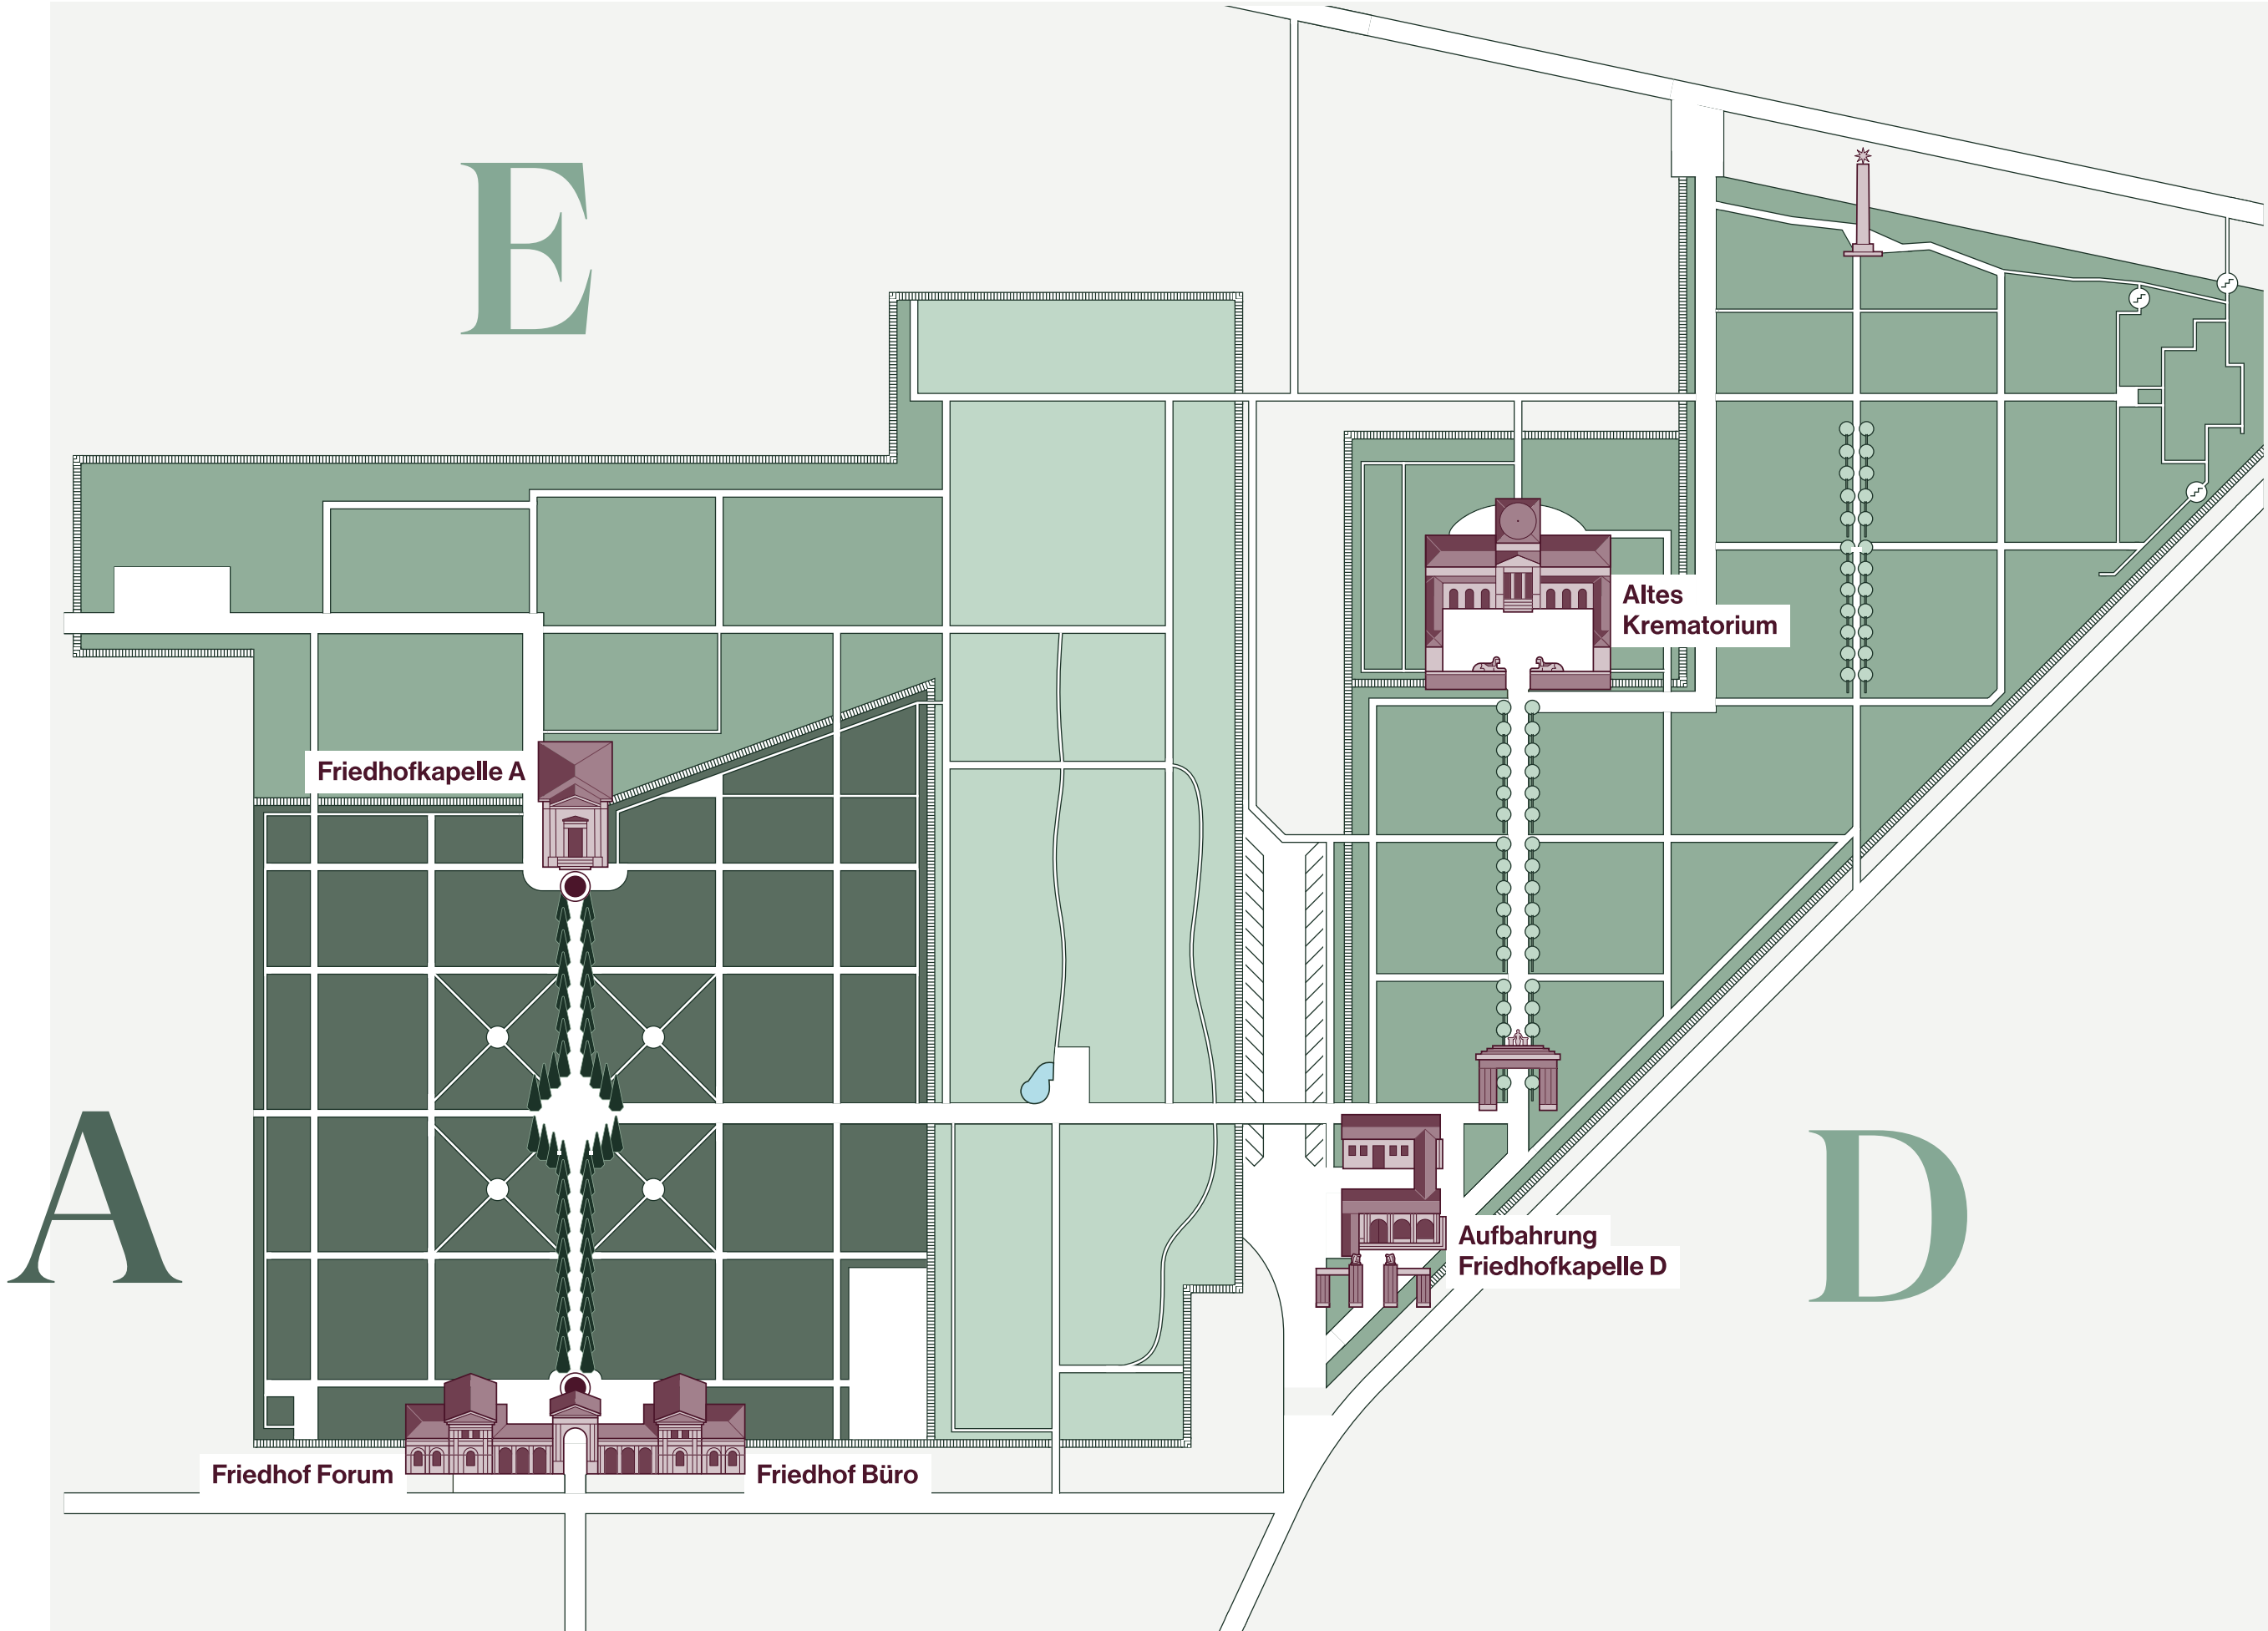 E
Altes
Krematorium
Friedhofkapelle A
A
D
Aufbahrung
Friedhofkapelle D
Friedhof Forum
Friedhof Büro